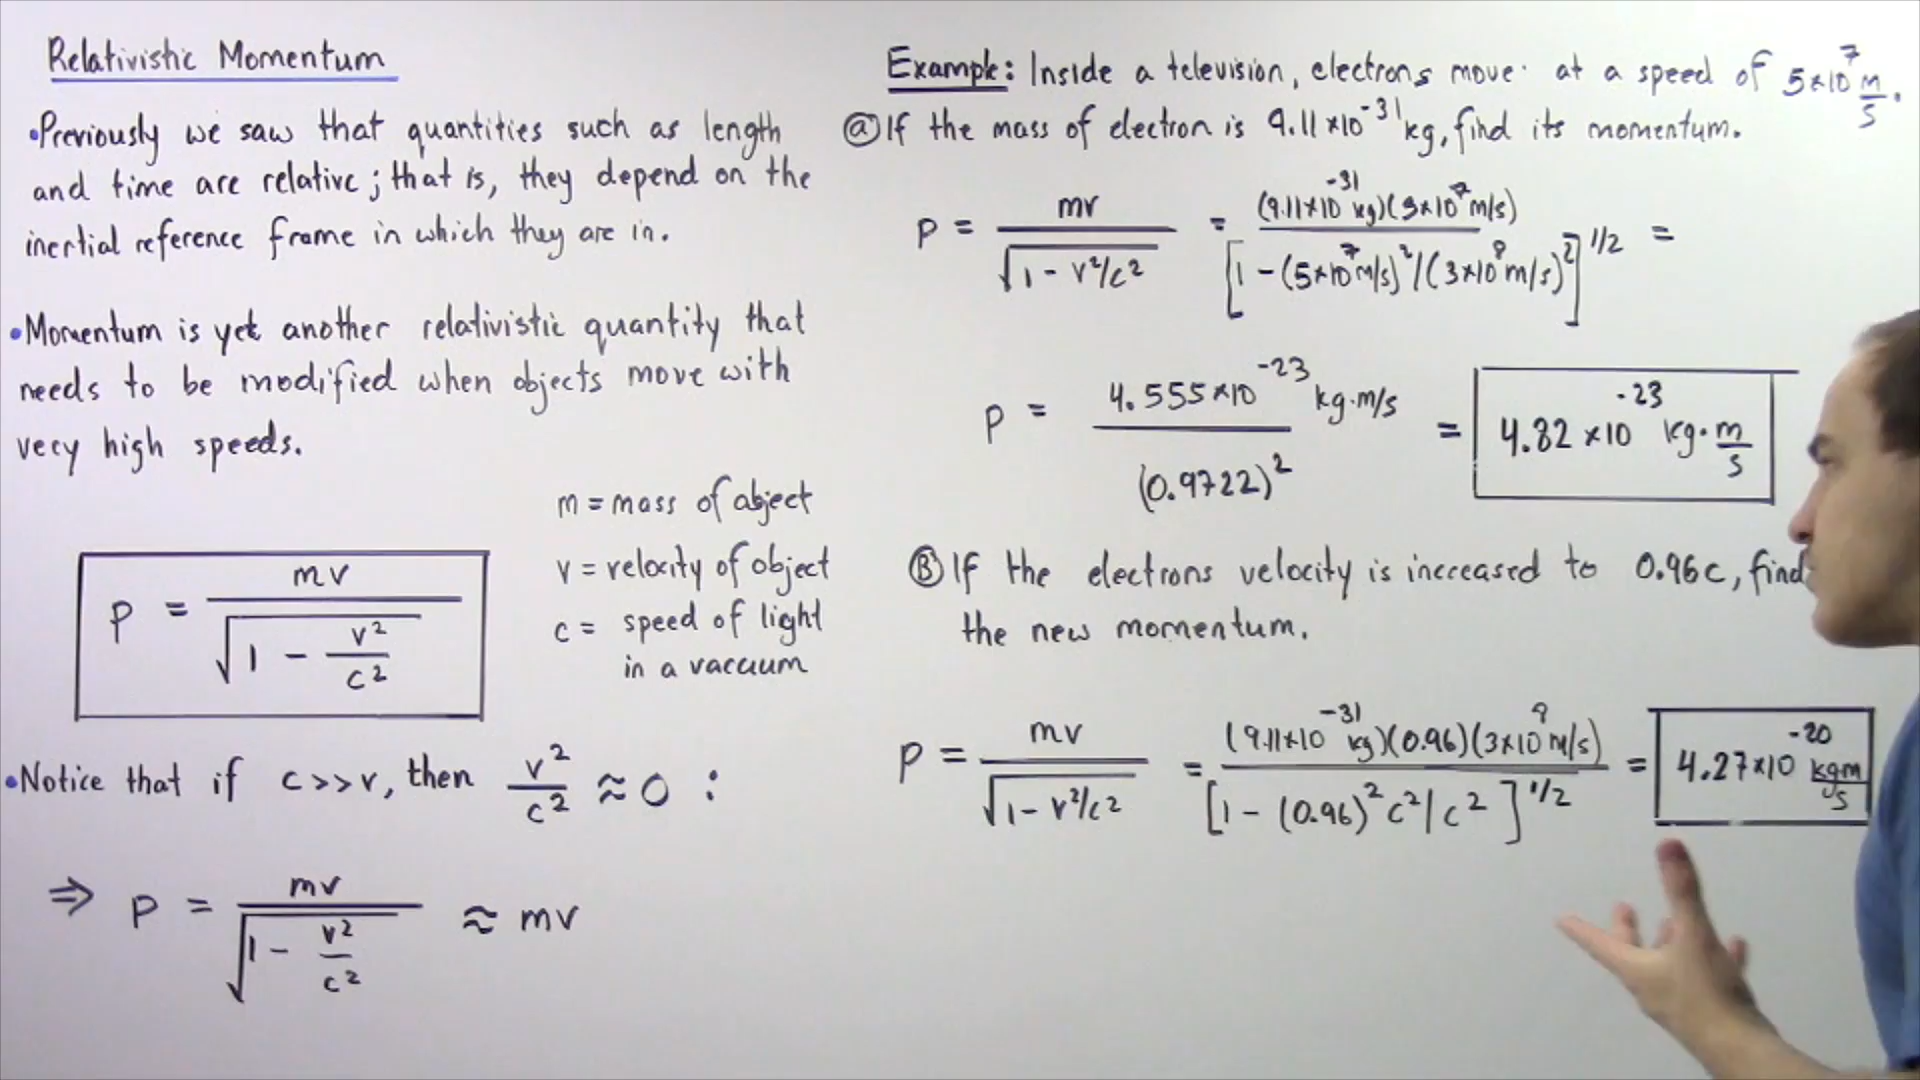 Relativistic Momentum
•Previously we saw that quantities such as length
and time are relative; that is, they depend on the
inertial reference frame in which they are in.
•Momentum is yet another relativistic quantity that
needs to be modified when objects move with
very high speeds.
m = mass of object
v = velocity of object
c = speed of light
in a vacuum
p = mv / √(1 - v²/c²)
•Notice that if c >> v, then v²/c² ≈ 0 :
⇒ p = mv / √(1 - v²/c²) ≈ mv
Example: Inside a television, electrons move at a speed of 5×10⁷ m/s.
Ⓐ If the mass of electron is 9.11×10⁻³¹ kg, find its momentum.
p = mv / √(1 - v²/c²) = (9.11×10⁻³¹ kg)(3×10⁷ m/s) / [1 - (5×10⁷ m/s)²/(3×10⁸ m/s)²]^1/2 =
p = 4.555×10⁻²³ kg·m/s / (0.9722)² = 4.82×10⁻²³ kg·m/s
Ⓑ If the electrons velocity is increased to 0.96c, find
the new momentum.
p = mv / √(1 - v²/c²) = (9.11×10⁻³¹ kg)(0.96)(3×10⁸ m/s) / [1 - (0.96)²c²/c²]^1/2 = 4.27×10⁻²⁰ kgm/s